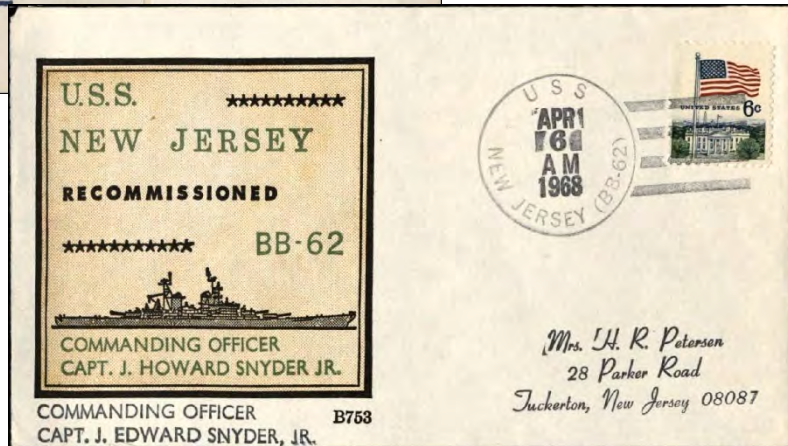 U.S.S. **********
NEW JERSEY
RECOMMISSIONED
*********** BB-62
COMMANDING OFFICER
CAPT. J. HOWARD SNYDER JR.
COMMANDING OFFICER B753
CAPT. J. EDWARD SNYDER, JR.
USS
APR 1
6
AM
1968
NEW JERSEY (BB-62)
UNITED STATES 6c
Mrs. H. R. Petersen
28 Parker Road
Tuckerton, New Jersey 08087